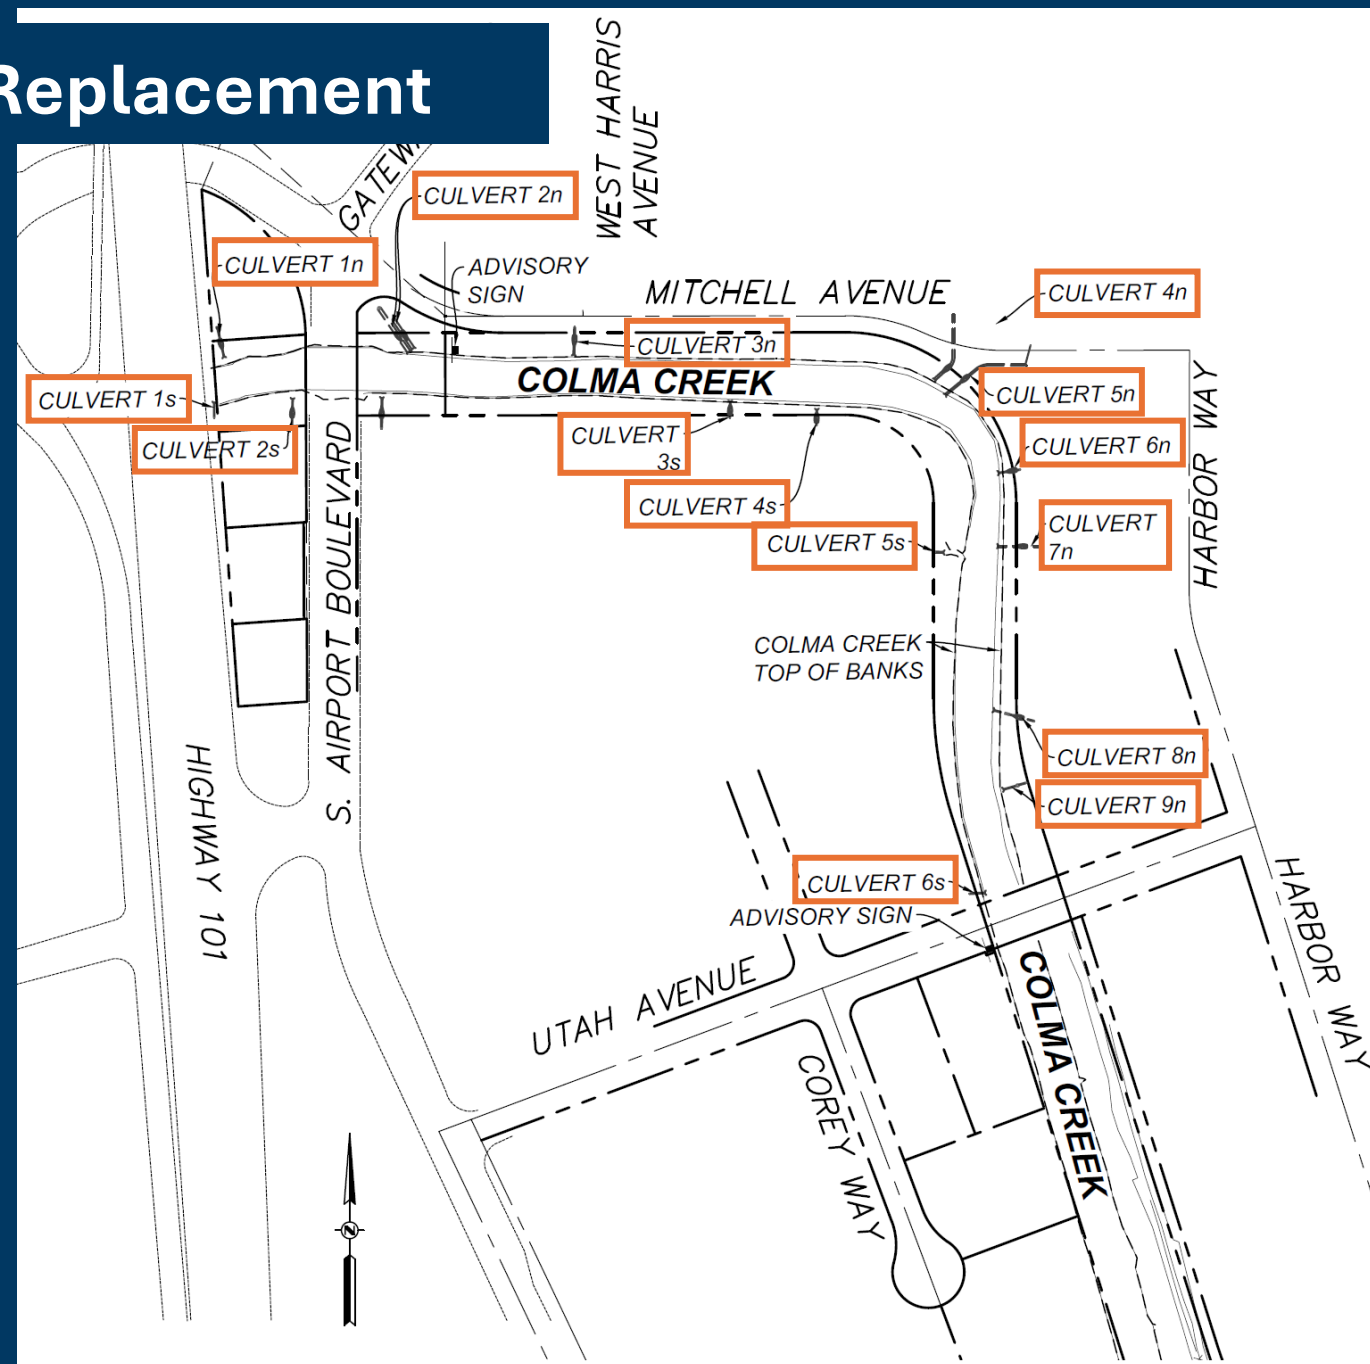 Replacement
WEST HARRIS
AVENUE
CULVERT 2n
CULVERT 1n
ADVISORY
SIGN
MITCHELL AVENUE
CULVERT 4n
CULVERT 3n
COLMA CREEK
CULVERT 1s
CULVERT 5n
CULVERT 2s
CULVERT
3s
CULVERT 6n
HARBOR WAY
CULVERT 4s
CULVERT
7n
CULVERT 5s
S. AIRPORT BOULEVARD
COLMA CREEK
TOP OF BANKS
HIGHWAY 101
CULVERT 8n
CULVERT 9n
CULVERT 6s
ADVISORY SIGN
HARBOR WAY
UTAH AVENUE
COLMA CREEK
COREY WAY
N